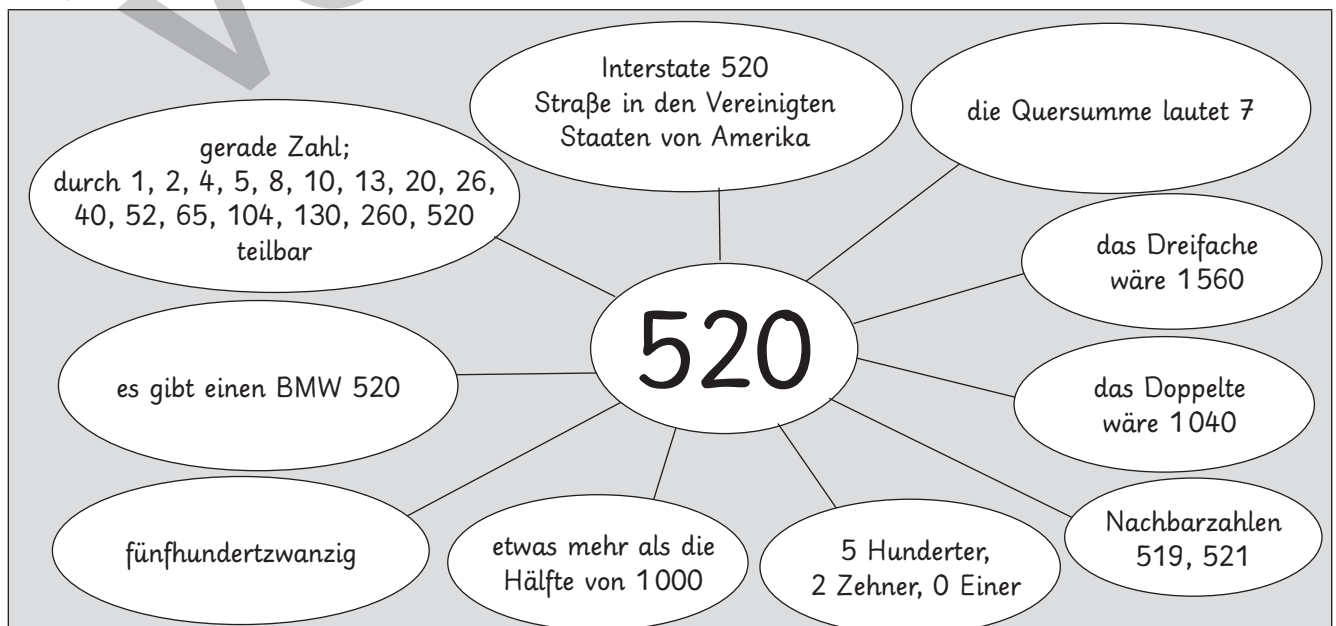 Interstate 520
Straße in den Vereinigten
Staaten von Amerika
die Quersumme lautet 7
gerade Zahl;
durch 1, 2, 4, 5, 8, 10, 13, 20, 26,
40, 52, 65, 104, 130, 260, 520
teilbar
das Dreifache
wäre 1560
520
es gibt einen BMW 520
das Doppelte
wäre 1040
fünfhundertzwanzig
etwas mehr als die
Hälfte von 1000
5 Hunderter,
2 Zehner, 0 Einer
Nachbarzahlen
519, 521